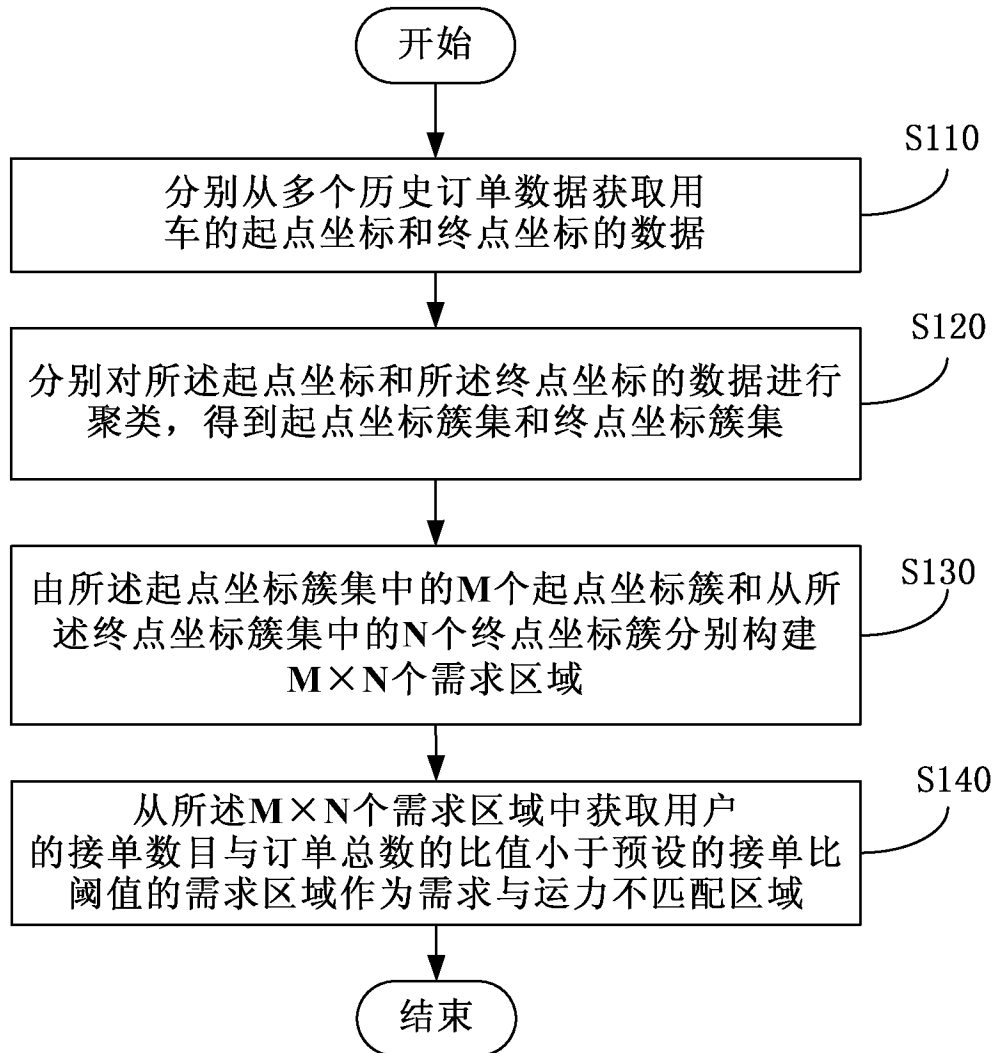 开始
S110
分别从多个历史订单数据获取用
车的起点坐标和终点坐标的数据
S120
分别对所述起点坐标和所述终点坐标的数据进行
聚类，得到起点坐标簇集和终点坐标簇集
S130
由所述起点坐标簇集中的M个起点坐标簇和从所
述终点坐标簇集中的N个终点坐标簇分别构建
M×N个需求区域
S140
从所述M×N个需求区域中获取用户
的接单数目与订单总数的比值小于预设的接单比
阈值的需求区域作为需求与运力不匹配区域
结束